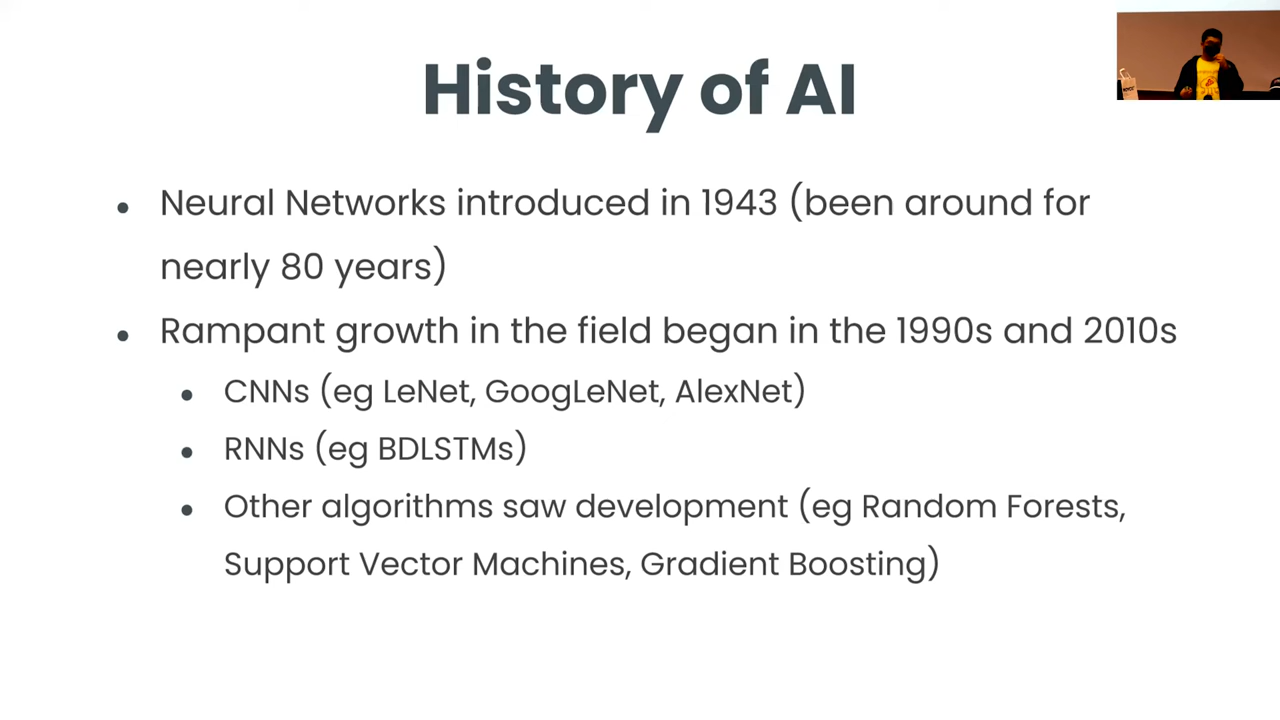 History of AI
• Neural Networks introduced in 1943 (been around for
nearly 80 years)
• Rampant growth in the field began in the 1990s and 2010s
• CNNs (eg LeNet, GoogLeNet, AlexNet)
• RNNs (eg BDLSTMs)
• Other algorithms saw development (eg Random Forests,
Support Vector Machines, Gradient Boosting)